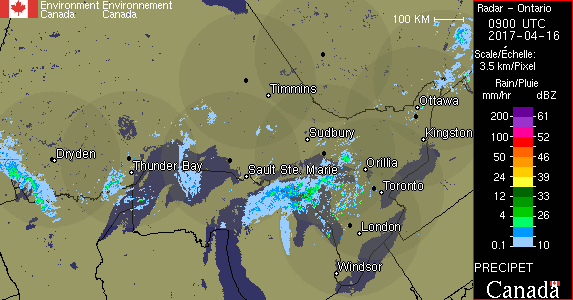 Environment Environnement
Canada Canada
100 KM
Timmins
Ottawa
Sudbury
Kingston
Dryden
Thunder Bay
Sault Ste. Marie
Orillia
Toronto
London
Windsor
Radar - Ontario
0900 UTC
2017-04-16
Scale/Échelle:
3.5 km/Pixel
Rain/Pluie
mm/hr dBZ
200 61
100 52
50 46
24 39
12 33
4 26
0.1 10
PRECIPET
Canada